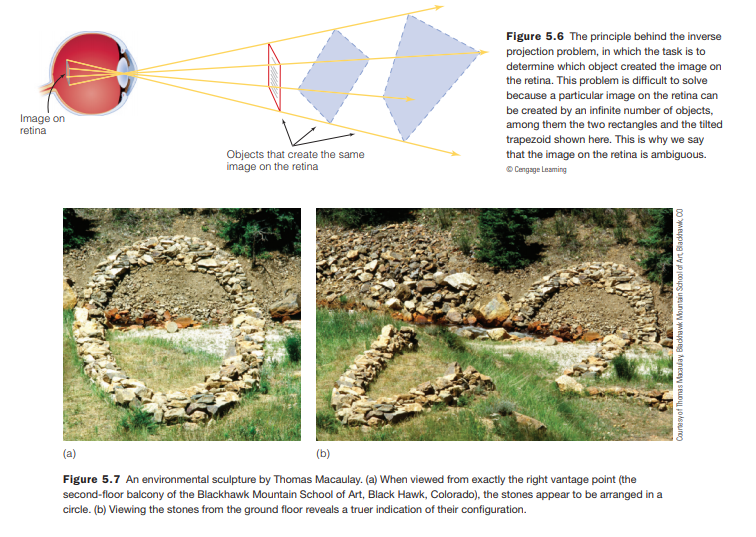 Figure 5.6 The principle behind the inverse
projection problem, in which the task is to
determine which object created the image on
the retina. This problem is difficult to solve
because a particular image on the retina can
be created by an infinite number of objects,
among them the two rectangles and the tilted
trapezoid shown here. This is why we say
that the image on the retina is ambiguous.
© Cengage Learning
Image on
retina
Objects that create the same
image on the retina
Courtesy of Thomas Macaulay, Blackhawk Mountain School of Art, Blackhawk, CO
(a)
(b)
Figure 5.7 An environmental sculpture by Thomas Macaulay. (a) When viewed from exactly the right vantage point (the
second-floor balcony of the Blackhawk Mountain School of Art, Black Hawk, Colorado), the stones appear to be arranged in a
circle. (b) Viewing the stones from the ground floor reveals a truer indication of their configuration.